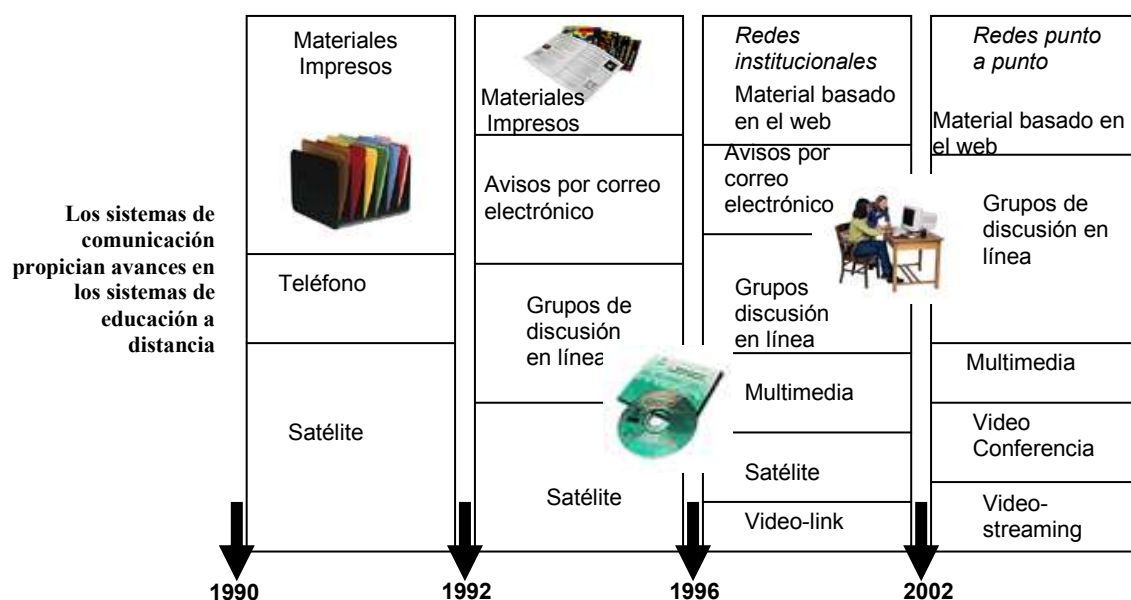 Los sistemas de
comunicación
propician avances en
los sistemas de
educación a
distancia
Materiales
Impresos
Teléfono
Satélite
Materiales
Impresos
Avisos por correo
electrónico
Grupos de
discusión
en línea
Satélite
Redes
institucionales
Material basado
en el web
Avisos por
correo
electrónico
Grupos
discusión
en línea
Multimedia
Satélite
Video-link
Redes punto
a punto
Material basado en
el web
Grupos de
discusión en
línea
Multimedia
Video
Conferencia
Video-
streaming
1990
1992
1996
2002